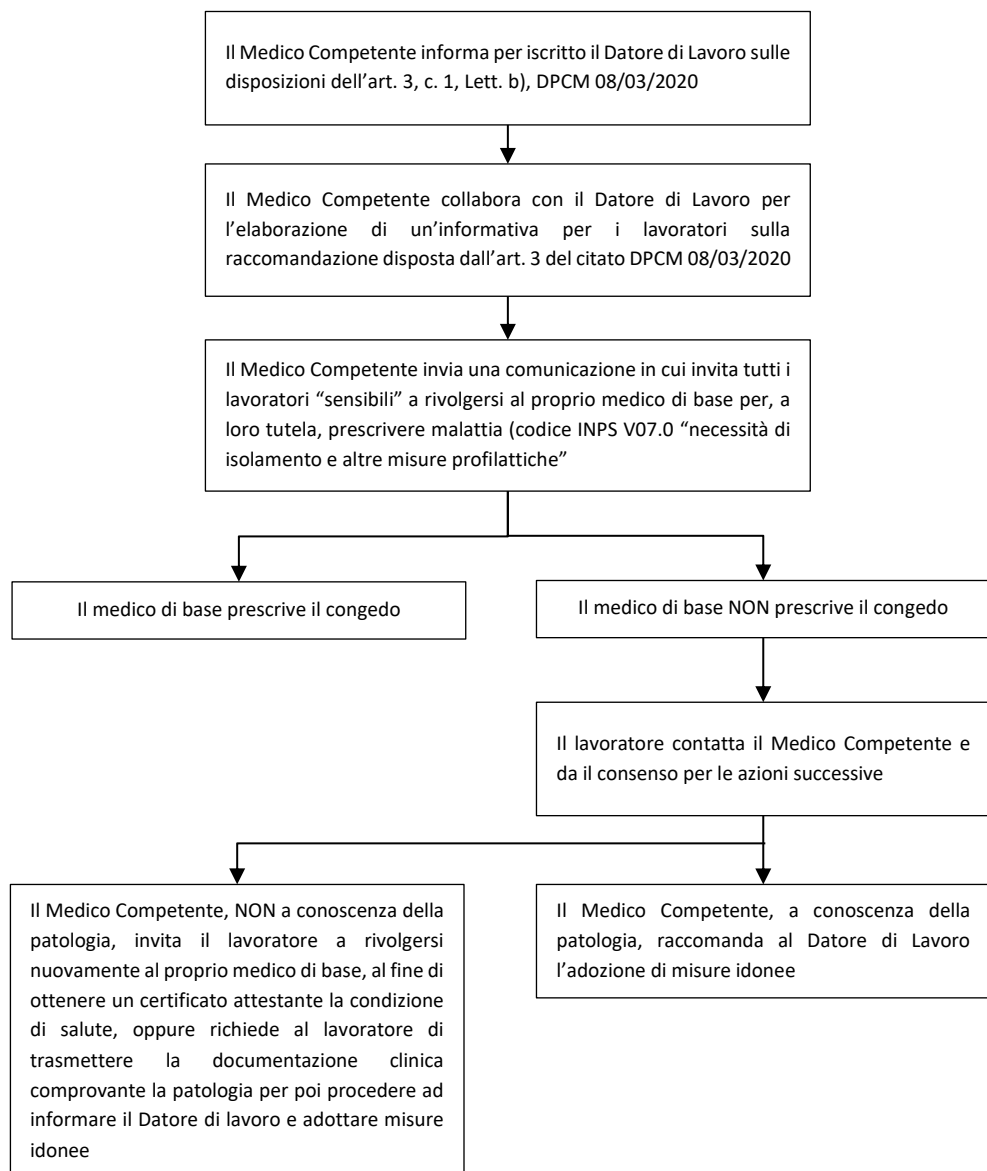 Il Medico Competente informa per iscritto il Datore di Lavoro sulle
disposizioni dell’art. 3, c. 1, Lett. b), DPCM 08/03/2020
Il Medico Competente collabora con il Datore di Lavoro per
l’elaborazione di un’informativa per i lavoratori sulla
raccomandazione disposta dall’art. 3 del citato DPCM 08/03/2020
Il Medico Competente invia una comunicazione in cui invita tutti i
lavoratori “sensibili” a rivolgersi al proprio medico di base per, a
loro tutela, prescrivere malattia (codice INPS V07.0 “necessità di
isolamento e altre misure profilattiche”
Il medico di base prescrive il congedo
Il medico di base NON prescrive il congedo
Il lavoratore contatta il Medico Competente e
da il consenso per le azioni successive
Il Medico Competente, NON a conoscenza della
patologia, invita il lavoratore a rivolgersi
nuovamente al proprio medico di base, al fine di
ottenere un certificato attestante la condizione
di salute, oppure richiede al lavoratore di
trasmettere la documentazione clinica
comprovante la patologia per poi procedere ad
informare il Datore di lavoro e adottare misure
idonee
Il Medico Competente, a conoscenza della
patologia, raccomanda al Datore di Lavoro
l’adozione di misure idonee